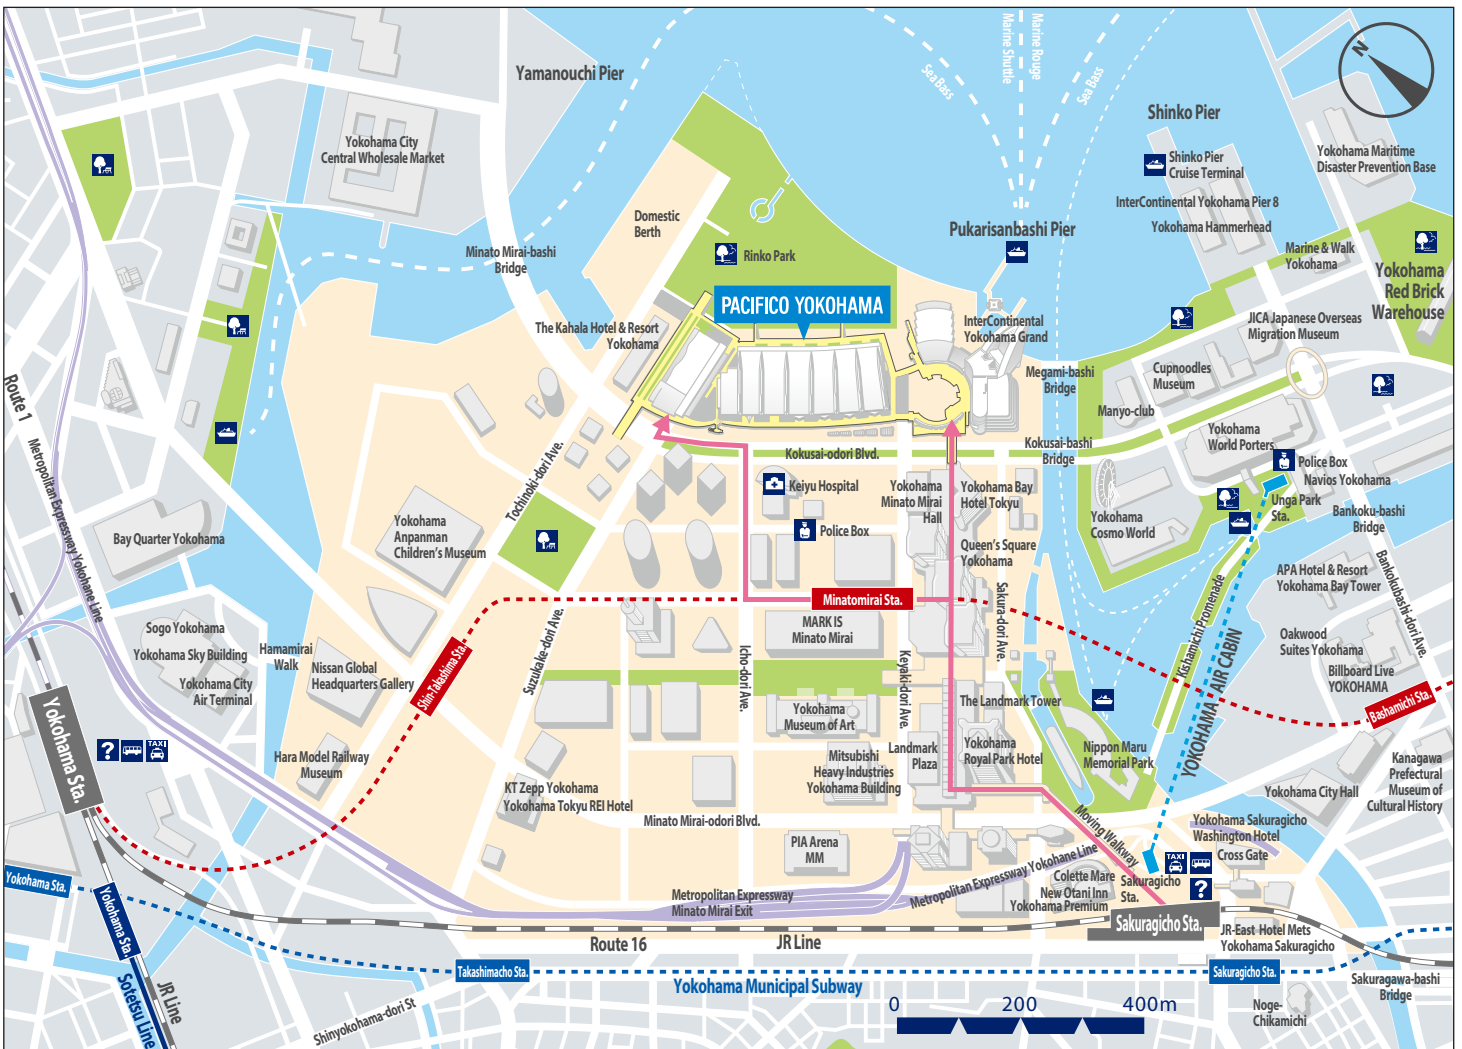 Yamanouchi Pier
Yokohama City
Central Wholesale Market
Sea Bass
Marine Shuttle
Marine Rouge
Sea Bass
N
Shinko Pier
Shinko Pier
Cruise Terminal
Yokohama Maritime
Disaster Prevention Base
InterContinental Yokohama Pier 8
Yokohama Hammerhead
Domestic
Berth
Pukarisanbashi Pier
Minato Mirai-bashi
Bridge
Rinko Park
Marine & Walk
Yokohama
Yokohama
Red Brick
Warehouse
PACIFICO YOKOHAMA
The Kahala Hotel & Resort
Yokohama
InterContinental
Yokohama Grand
JICA Japanese Overseas
Migration Museum
Megami-bashi
Bridge
Cupnoodles
Museum
Manyo-club
Route 1
Metropolitan Expressway Yokohane Line
Tochinoki-dori Ave.
Kokusai-odori Blvd.
Kokusai-bashi
Bridge
Yokohama
World Porters
Police Box
Navios Yokohama
Keiyu Hospital
Yokohama
Minato Mirai
Hall
Yokohama Bay
Hotel Tokyu
Unga Park
Sta.
Bankoku-bashi
Bridge
Yokohama
Anpanman
Children's Museum
Police Box
Yokohama
Cosmo World
Bay Quarter Yokohama
Queen's Square
Yokohama
Bankokubashi-dori Ave.
APA Hotel & Resort
Yokohama Bay Tower
Minatomirai Sta.
Sakura-dori Ave.
Kishamichi Promenade
MARK IS
Minato Mirai
Sogo Yokohama
Yokohama Sky Building
Hamamirai
Walk
Yokohama City
Air Terminal
Nissan Global
Headquarters Gallery
Shin-Takashima Sta.
Suzukake-dori Ave.
Icho-dori Ave.
Keyaki-dori Ave.
YOKOHAMA AIR CABIN
Oakwood
Suites Yokohama
Billboard Live
YOKOHAMA
Bashamichi Sta.
Yokohama Sta.
?
TAXI
Yokohama
Museum of Art
The Landmark Tower
Nippon Maru
Memorial Park
Hara Model Railway
Museum
Mitsubishi
Heavy Industries
Yokohama Building
Landmark
Plaza
Yokohama
Royal Park Hotel
Kanagawa
Prefectural
Museum of
Cultural History
Yokohama City Hall
KT Zepp Yokohama
Yokohama Tokyu REI Hotel
Minato Mirai-odori Blvd.
Moving Walkway
Yokohama Sakuragicho
Washington Hotel
PIA Arena
MM
Cross Gate
TAXI
?
Metropolitan Expressway Yokohane Line
Colette Mare
New Otani Inn
Yokohama Premium
Sakuragicho
Sta.
Yokohama Sta.
Yokohama Sta.
Metropolitan Expressway
Minato Mirai Exit
Sakuragicho Sta.
JR-East Hotel Mets
Yokohama Sakuragicho
Route 16
JR Line
Takashimacho Sta.
Yokohama Municipal Subway
Sakuragicho Sta.
Sakuragawa-bashi
Bridge
Sotetsu Line
JR Line
Shinyokohama-dori St
0 200 400m
Noge-
Chikamichi